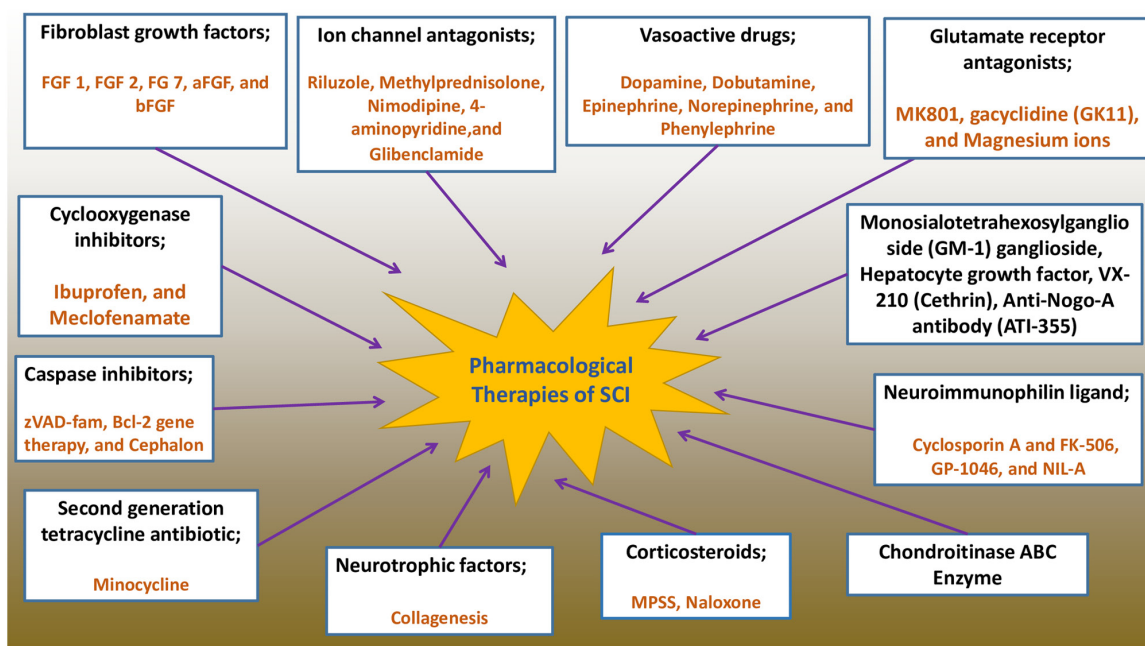 Fibroblast growth factors;
FGF 1, FGF 2, FG 7, aFGF, and
bFGF
Ion channel antagonists;
Riluzole, Methylprednisolone,
Nimodipine, 4-
aminopyridine,and
Glibenclamide
Vasoactive drugs;
Dopamine, Dobutamine,
Epinephrine, Norepinephrine, and
Phenylephrine
Glutamate receptor
antagonists;
MK801, gacyclidine (GK11),
and Magnesium ions
Cyclooxygenase
inhibitors;
Ibuprofen, and
Meclofenamate
Monosialotetrahexosylganglio
side (GM-1) ganglioside,
Hepatocyte growth factor, VX-
210 (Cethrin), Anti-Nogo-A
antibody (ATI-355)
Pharmacological
Therapies of SCI
Caspase inhibitors;
zVAD-fam, Bcl-2 gene
therapy, and Cephalon
Neuroimmunophilin ligand;
Cyclosporin A and FK-506,
GP-1046, and NIL-A
Second generation
tetracycline antibiotic;
Minocycline
Neurotrophic factors;
Collagenesis
Corticosteroids;
MPSS, Naloxone
Chondroitinase ABC
Enzyme